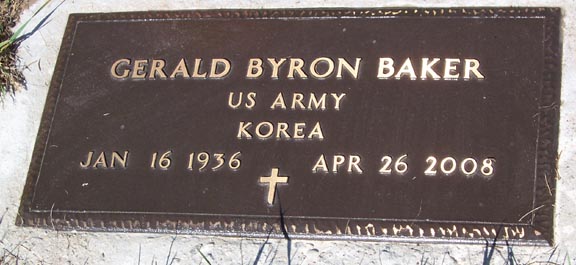 GERALD BYRON BAKER
US ARMY
KOREA
JAN 16 1936 APR 26 2008